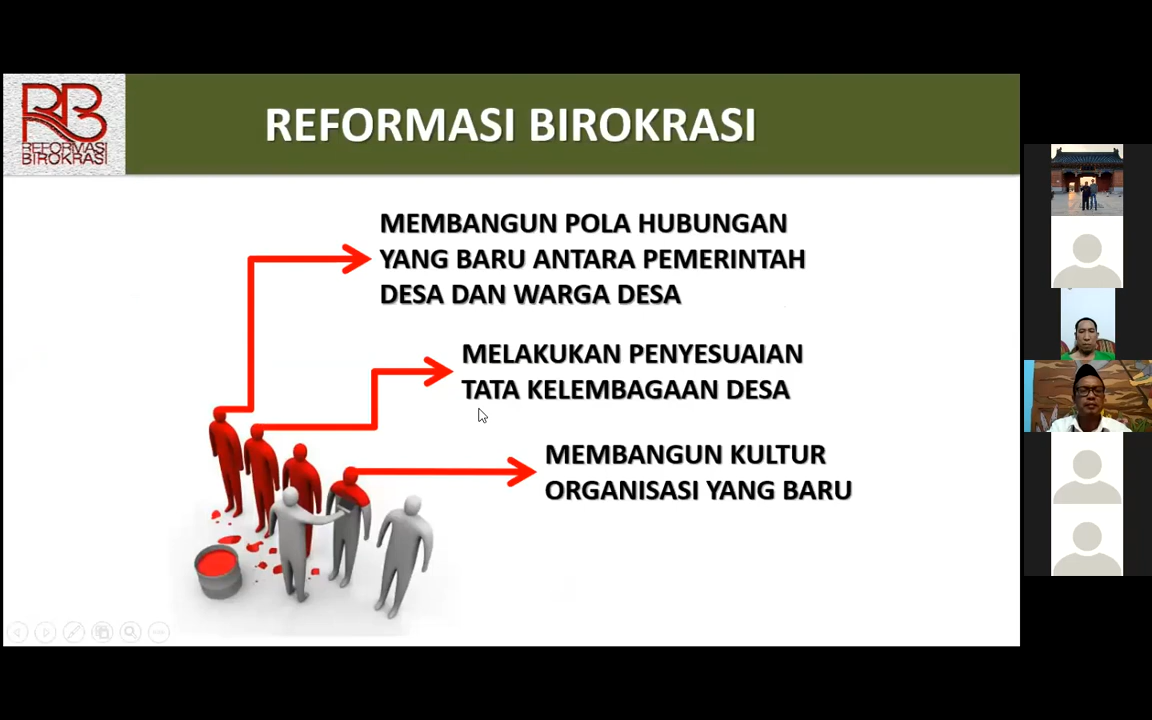 RB
REFORMASI
BIROKRASI
REFORMASI BIROKRASI
MEMBANGUN POLA HUBUNGAN
YANG BARU ANTARA PEMERINTAH
DESA DAN WARGA DESA
MELAKUKAN PENYESUAIAN
TATA KELEMBAGAAN DESA
MEMBANGUN KULTUR
ORGANISASI YANG BARU